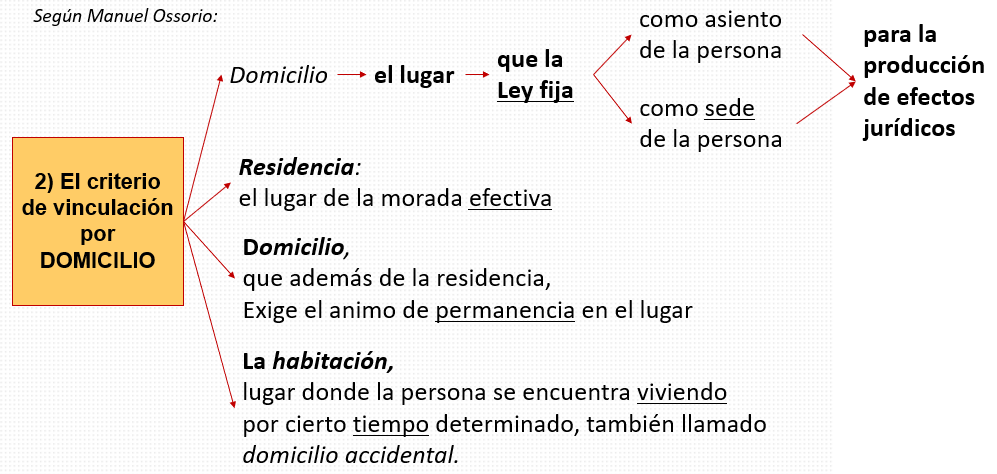 Según Manuel Ossorio:
2) El criterio
de vinculación
por
DOMICILIO
Domicilio
el lugar
que la
Ley fija
como asiento
de la persona
como sede
de la persona
para la
producción
de efectos
jurídicos
Residencia:
el lugar de la morada efectiva
Domicilio,
que además de la residencia,
Exige el animo de permanencia en el lugar
La habitación,
lugar donde la persona se encuentra viviendo
por cierto tiempo determinado, también llamado
domicilio accidental.